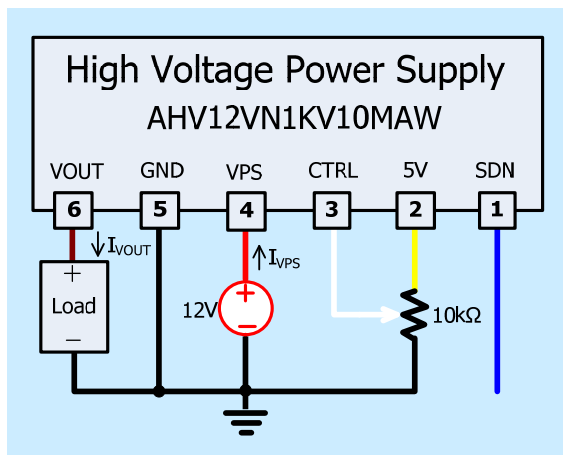 High Voltage Power Supply
AHV12VN1KV10MAW
VOUT GND VPS CTRL 5V SDN
6 5 4 3 2 1
↓IVOUT ↑IVPS
+
Load
−
12V
+
−
10kΩ